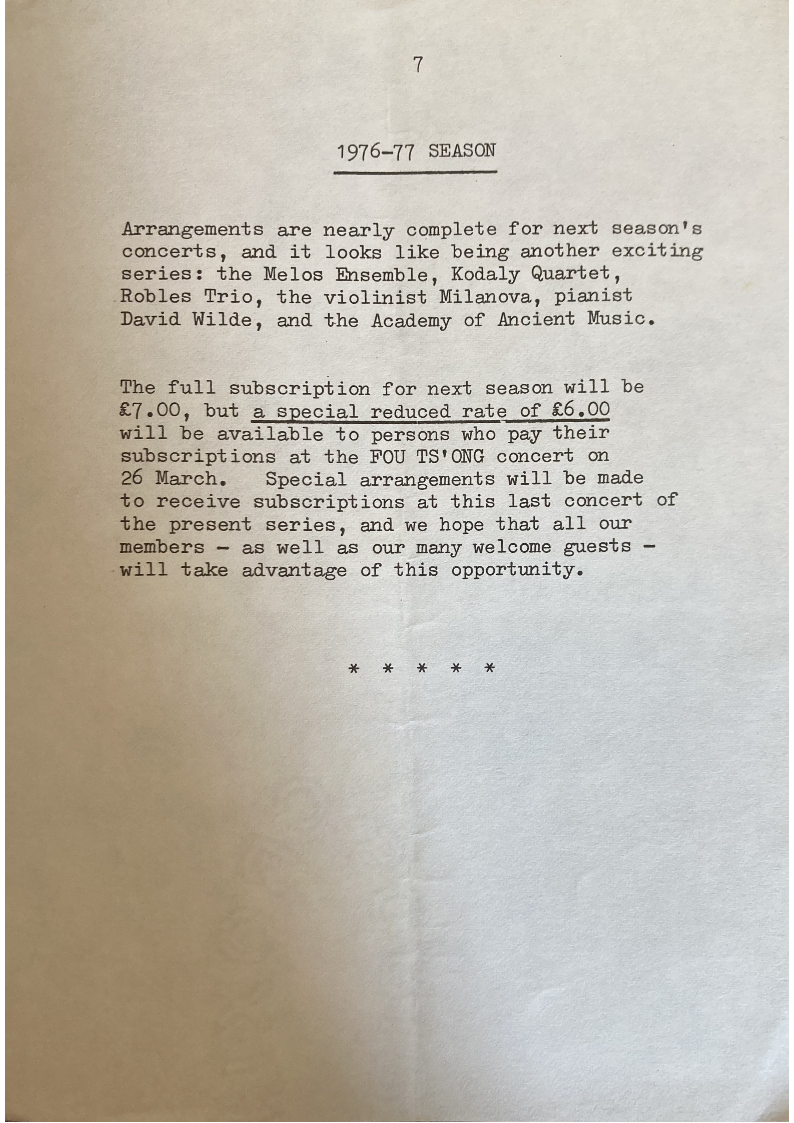 7
1976-77 SEASON
Arrangements are nearly complete for next season's
concerts, and it looks like being another exciting
series: the Melos Ensemble, Kodaly Quartet,
Robles Trio, the violinist Milanova, pianist
David Wilde, and the Academy of Ancient Music.
The full subscription for next season will be
£7.00, but a special reduced rate of £6.00
will be available to persons who pay their
subscriptions at the FOU TS'ONG concert on
26 March.   Special arrangements will be made
to receive subscriptions at this last concert of
the present series, and we hope that all our
members - as well as our many welcome guests -
will take advantage of this opportunity.
* * * * *